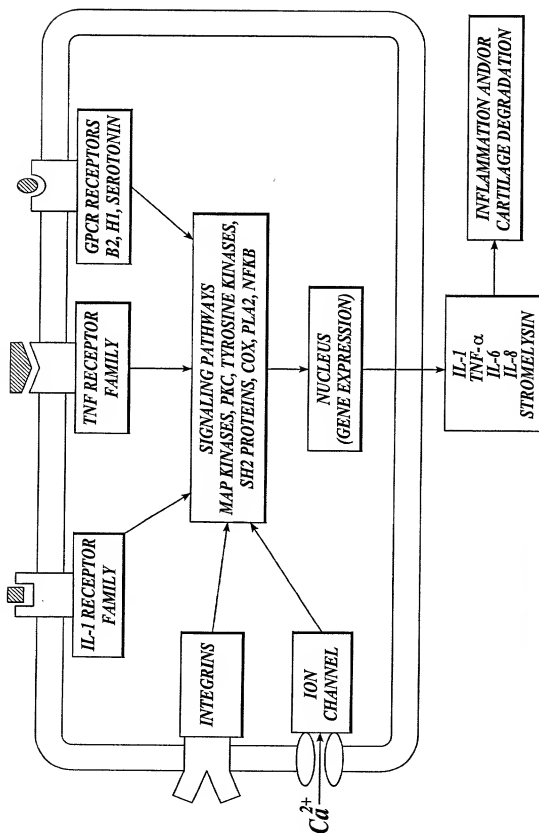 IL-1 RECEPTOR
FAMILY
TNF RECEPTOR
FAMILY
GPCR RECEPTORS
B2, H1, SEROTONIN
INTEGRINS
SIGNALING PATHWAYS
MAP KINASES, PKC, TYROSINE KINASES,
SH2 PROTEINS, COX, PLA2, NFKB
ION
CHANNEL
Ca2+
NUCLEUS
(GENE EXPRESSION)
IL-1
TNF-α
IL-6
IL-8
STROMELYSIN
INFLAMMATION AND/OR
CARTILAGE DEGRADATION